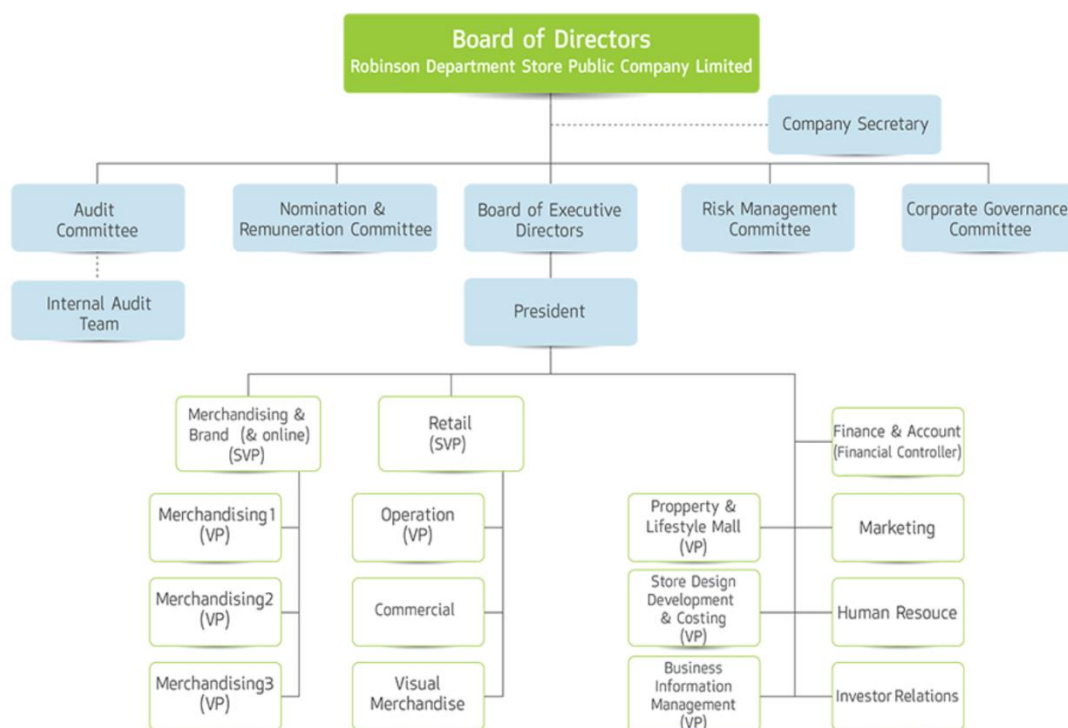 Board of Directors
Robinson Department Store Public Company Limited
Company Secretary
Audit
Committee
Nomination &
Remuneration Committee
Board of Executive
Directors
Risk Management
Committee
Corporate Governance
Committee
Internal Audit
Team
President
Merchandising &
Brand (& online)
(SVP)
Retail
(SVP)
Finance & Account
(Financial Controller)
Merchandising1
(VP)
Operation
(VP)
Propperty &
Lifestyle Mall
(VP)
Marketing
Merchandising2
(VP)
Commercial
Store Design
Development
& Costing
(VP)
Human Resouce
Merchandising3
(VP)
Visual
Merchandise
Business
Information
Management
(VP)
Investor Relations